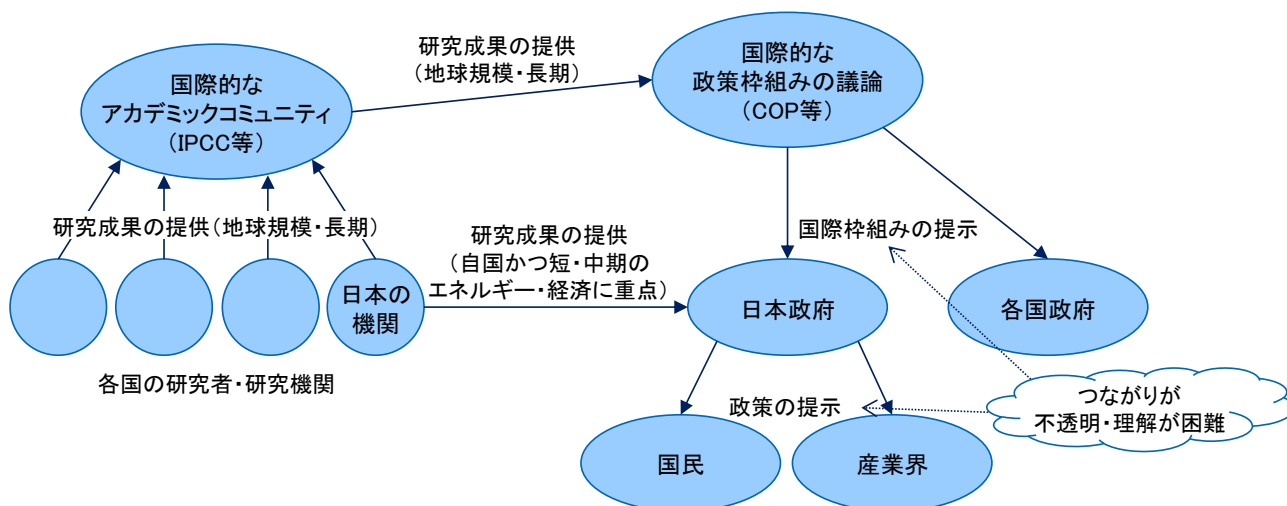 研究成果の提供
（地球規模・長期）
国際的な
アカデミックコミュニティ
（IPCC等）
国際的な
政策枠組みの議論
（COP等）
研究成果の提供（地球規模・長期）
国際枠組みの提示
研究成果の提供
（自国かつ短・中期の
エネルギー・経済に重点）
日本の
機関
日本政府
各国政府
各国の研究者・研究機関
政策の提示
つながりが
不透明・理解が困難
国民
産業界